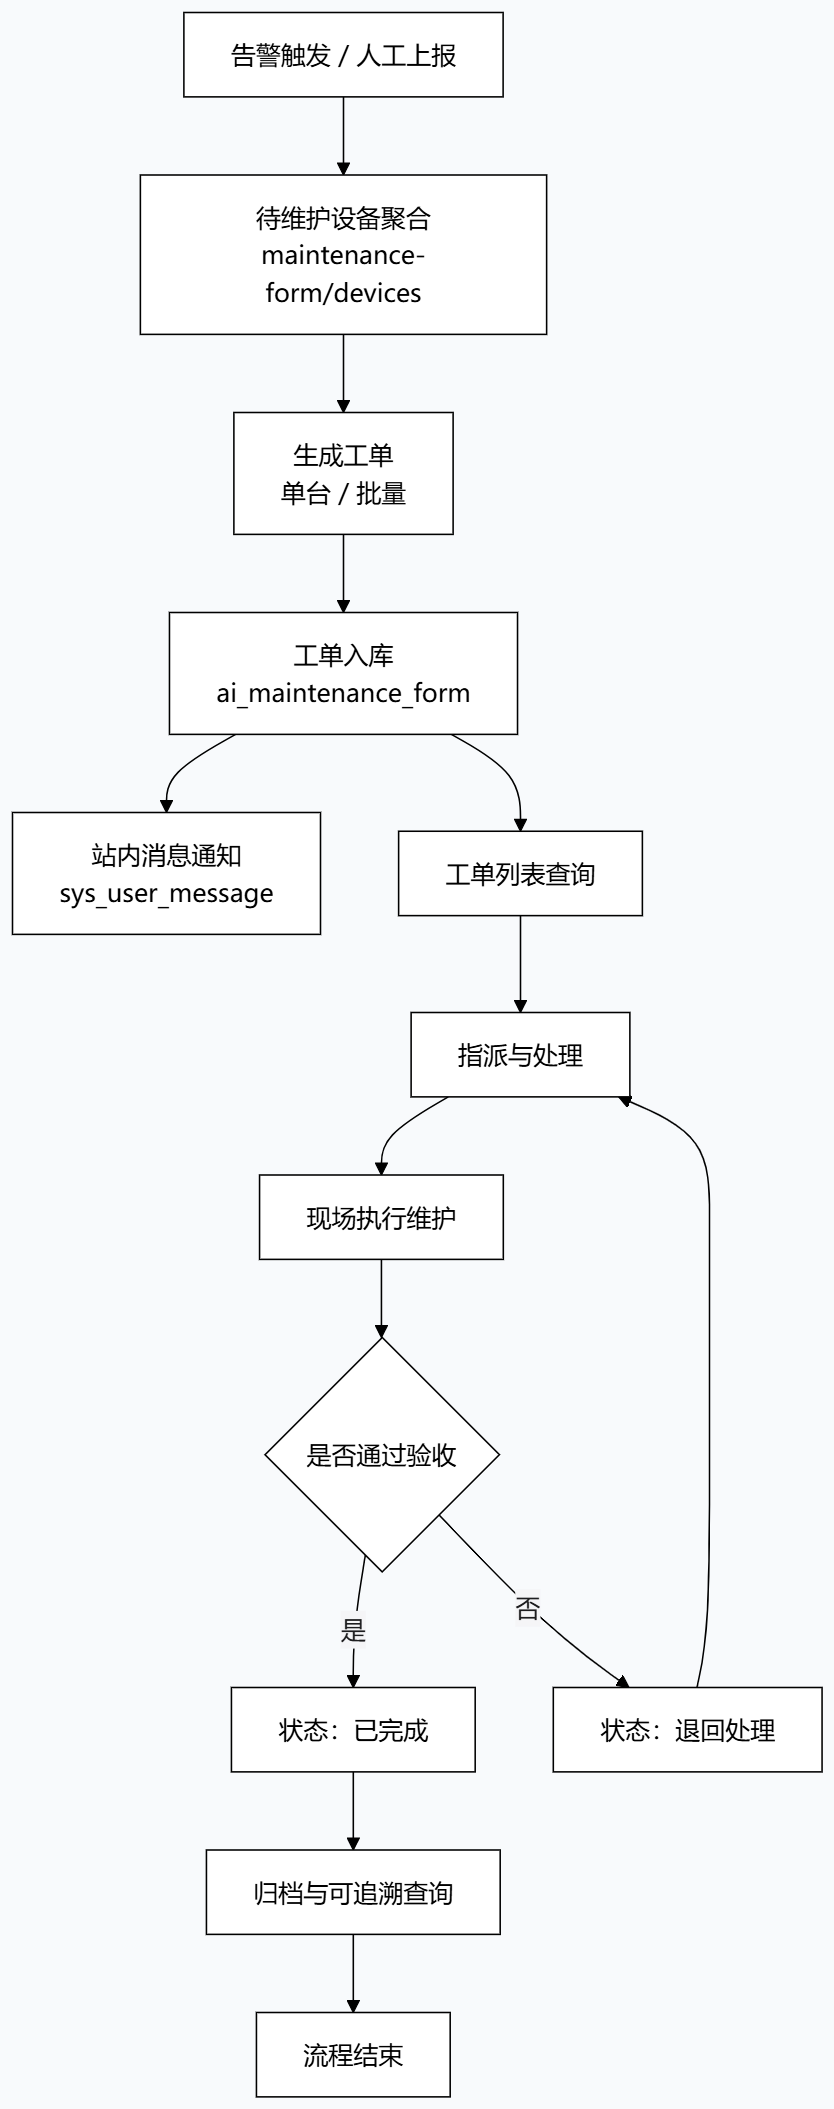 告警触发 / 人工上报
待维护设备聚合
maintenance-
form/devices
生成工单
单台 / 批量
工单入库
ai_maintenance_form
站内消息通知
sys_user_message
工单列表查询
指派与处理
现场执行维护
是否通过验收
否
是
状态：已完成
状态：退回处理
归档与可追溯查询
流程结束